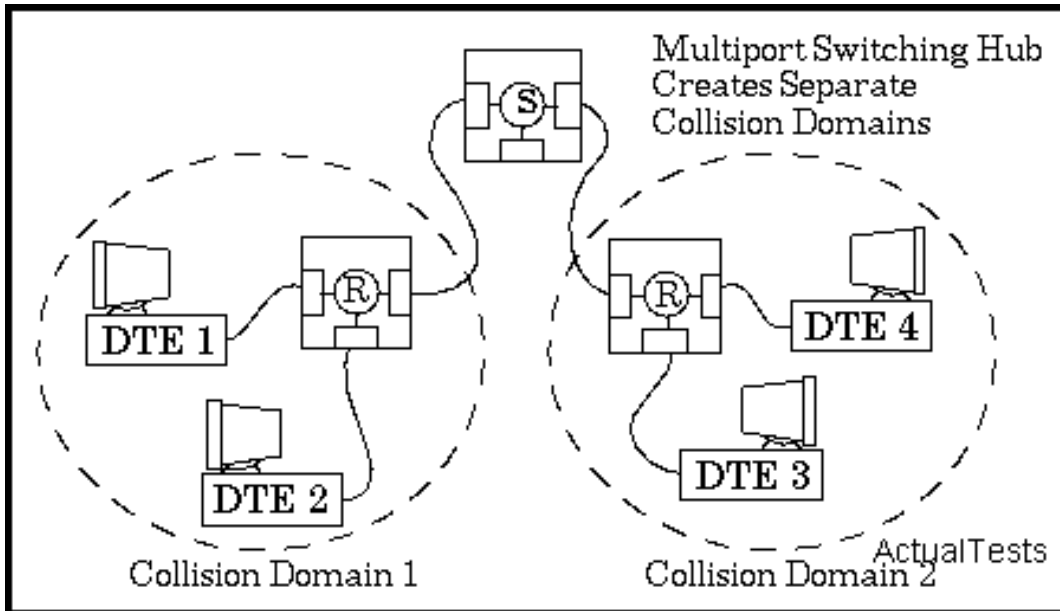 Multiport Switching Hub
Creates Separate
Collision Domains
S
R
R
DTE 1
DTE 4
DTE 2
DTE 3
Collision Domain 1
Collision Domain 2
ActualTests